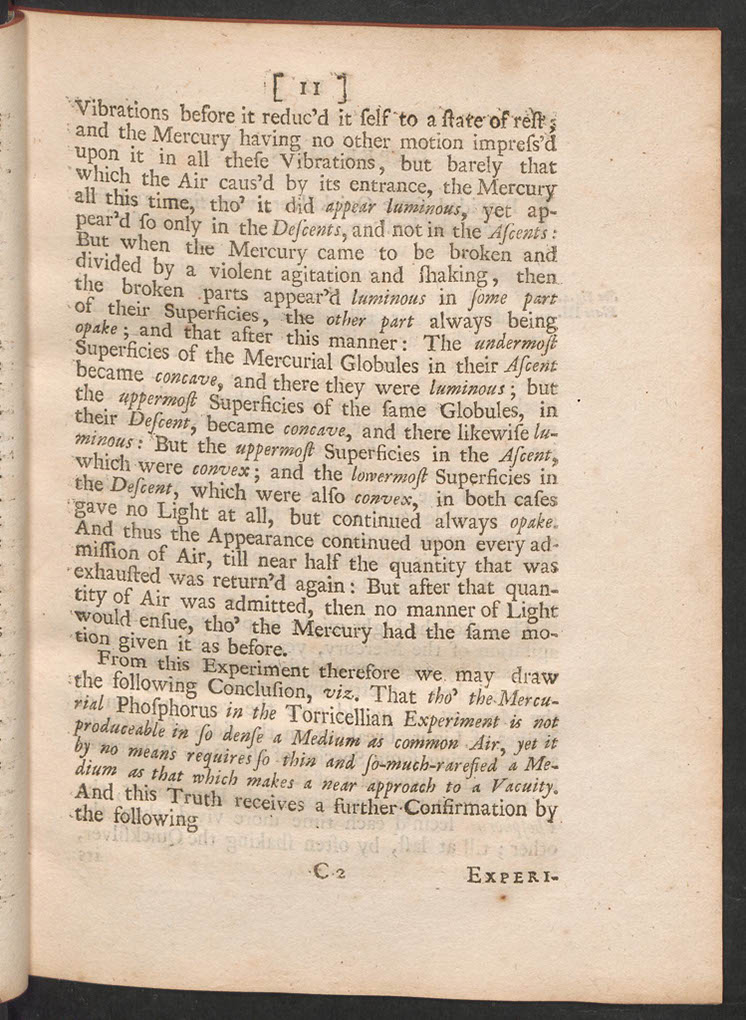 [ 11 ]
Vibrations before it reduc'd it ſelf to a ſtate of reſt;
and the Mercury having no other motion impreſs'd
upon it in all theſe Vibrations, but barely that
which the Air caus'd by its entrance, the Mercury
all this time, tho' it did appear luminous, yet ap-
pear'd ſo only in the Deſcents, and not in the Aſcents:
But when the Mercury came to be broken and
divided by a violent agitation and ſhaking, then
the broken parts appear'd luminous in ſome part
of their Superficies, the other part always being
opake; and that after this manner: The undermoſt
Superficies of the Mercurial Globules in their Aſcent
became concave, and there they were luminous; but
the uppermoſt Superficies of the ſame Globules, in
their Deſcent, became concave, and there likewiſe lu-
minous: But the uppermoſt Superficies in the Aſcent,
which were convex; and the lowermoſt Superficies in
the Deſcent, which were alſo convex, in both caſes
gave no Light at all, but continued always opake.
And thus the Appearance continued upon every ad-
miſſion of Air, till near half the quantity that was
exhauſted was return'd again: But after that quan-
tity of Air was admitted, then no manner of Light
would enſue, tho' the Mercury had the ſame mo-
tion given it as before.
From this Experiment therefore we may draw
the following Concluſion, viz. That tho' the Mercu-
rial Phoſphorus in the Torricellian Experiment is not
produceable in ſo denſe a Medium as common Air, yet it
by no means requires ſo thin and ſo-much-rarefied a Me-
dium as that which makes a near approach to a Vacuity.
And this Truth receives a further Confirmation by
the following
C 2
EXPERI-